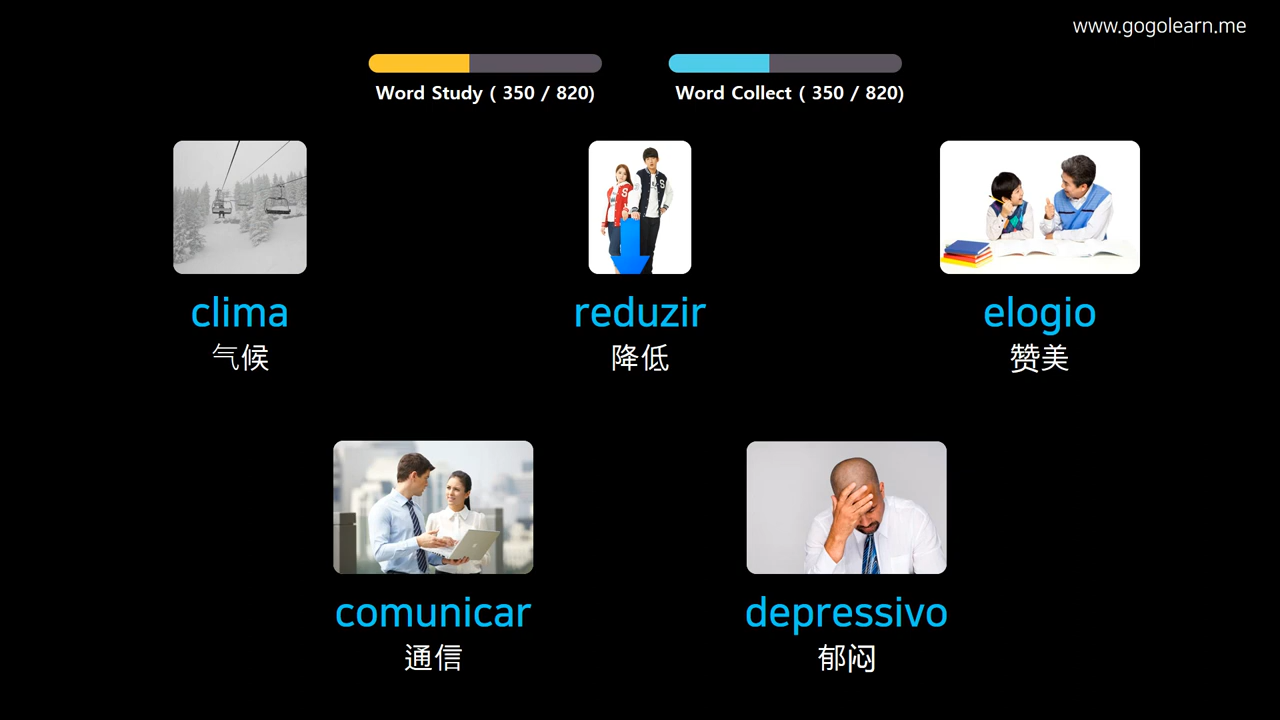 www.gogolearn.me
Word Study ( 350 / 820)
Word Collect ( 350 / 820)
clima
气候
reduzir
降低
elogio
赞美
comunicar
通信
depressivo
郁闷